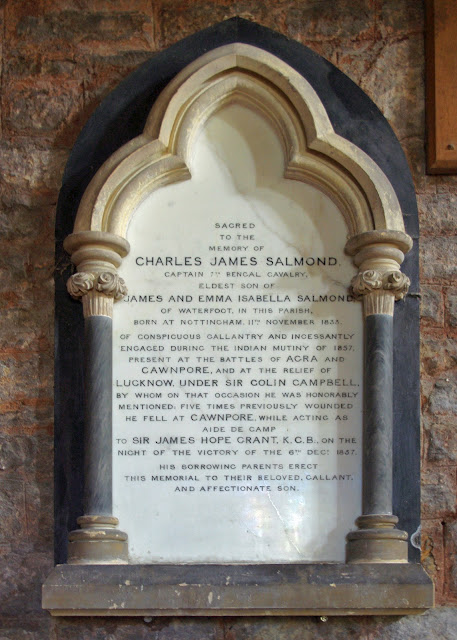 SACRED
TO THE
MEMORY OF
CHARLES JAMES SALMOND.
CAPTAIN 7TH BENGAL CAVALRY,
ELDEST SON OF
JAMES AND EMMA ISABELLA SALMOND
OF WATERFOOT, IN THIS PARISH,
BORN AT NOTTINGHAM, 11TH NOVEMBER 1833.
OF CONSPICUOUS GALLANTRY AND INCESSANTLY
ENGAGED DURING THE INDIAN MUTINY OF 1857.
PRESENT AT THE BATTLES OF AGRA AND
CAWNPORE, AND AT THE RELIEF OF
LUCKNOW, UNDER SIR COLIN CAMPBELL,
BY WHOM ON THAT OCCASION HE WAS HONORABLY
MENTIONED: FIVE TIMES PREVIOUSLY WOUNDED
HE FELL AT CAWNPORE, WHILE ACTING AS
AIDE DE CAMP
TO SIR JAMES HOPE GRANT, K.C.B., ON THE
NIGHT OF THE VICTORY OF THE 6TH DECR 1857.
HIS SORROWING PARENTS ERECT
THIS MEMORIAL TO THEIR BELOVED, GALLANT,
AND AFFECTIONATE SON.